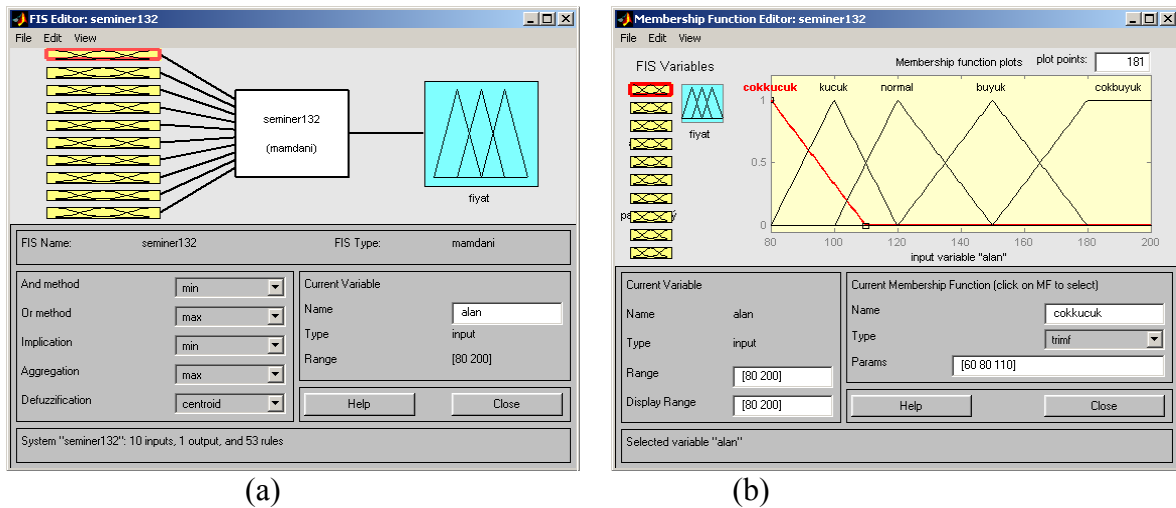 FIS Editor: seminer132
File Edit View
seminer132
(mamdani)
fiyat
FIS Name: seminer132 FIS Type: mamdani
And method min
Or method max
Implication min
Aggregation max
Defuzzification centroid
Current Variable
Name alan
Type input
Range [80 200]
Help Close
System "seminer132": 10 inputs, 1 output, and 53 rules
(a)
Membership Function Editor: seminer132
File Edit View
FIS Variables
fiyat
Membership function plots plot points: 181
cokkucuk kucuk normal buyuk cokbuyuk
1
0.5
0
80 100 120 140 160 180 200
input variable "alan"
Current Variable
Name alan
Type input
Range [80 200]
Display Range [80 200]
Current Membership Function (click on MF to select)
Name cokkucuk
Type trimf
Params [60 80 110]
Help Close
Selected variable "alan"
(b)